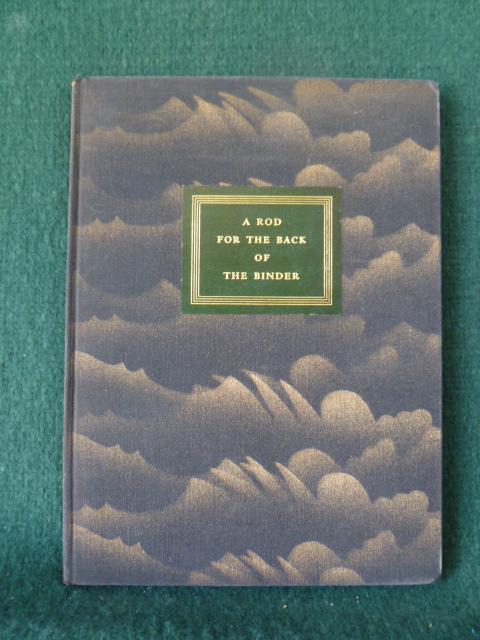 A ROD
FOR THE BACK
OF
THE BINDER